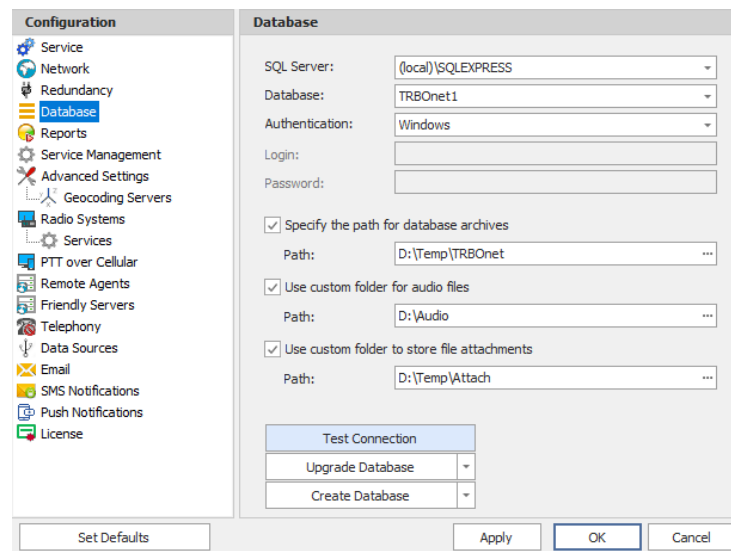 Configuration
Service
Network
Redundancy
Database
Reports
Service Management
Advanced Settings
Geocoding Servers
Radio Systems
Services
PTT over Cellular
Remote Agents
Friendly Servers
Telephony
Data Sources
Email
SMS Notifications
Push Notifications
License
Database
SQL Server: (local)\SQLEXPRESS
Database: TRBOnet1
Authentication: Windows
Login:
Password:
Specify the path for database archives
Path: D:\Temp\TRBOnet ...
Use custom folder for audio files
Path: D:\Audio ...
Use custom folder to store file attachments
Path: D:\Temp\Attach ...
Test Connection
Upgrade Database
Create Database
Set Defaults Apply OK Cancel